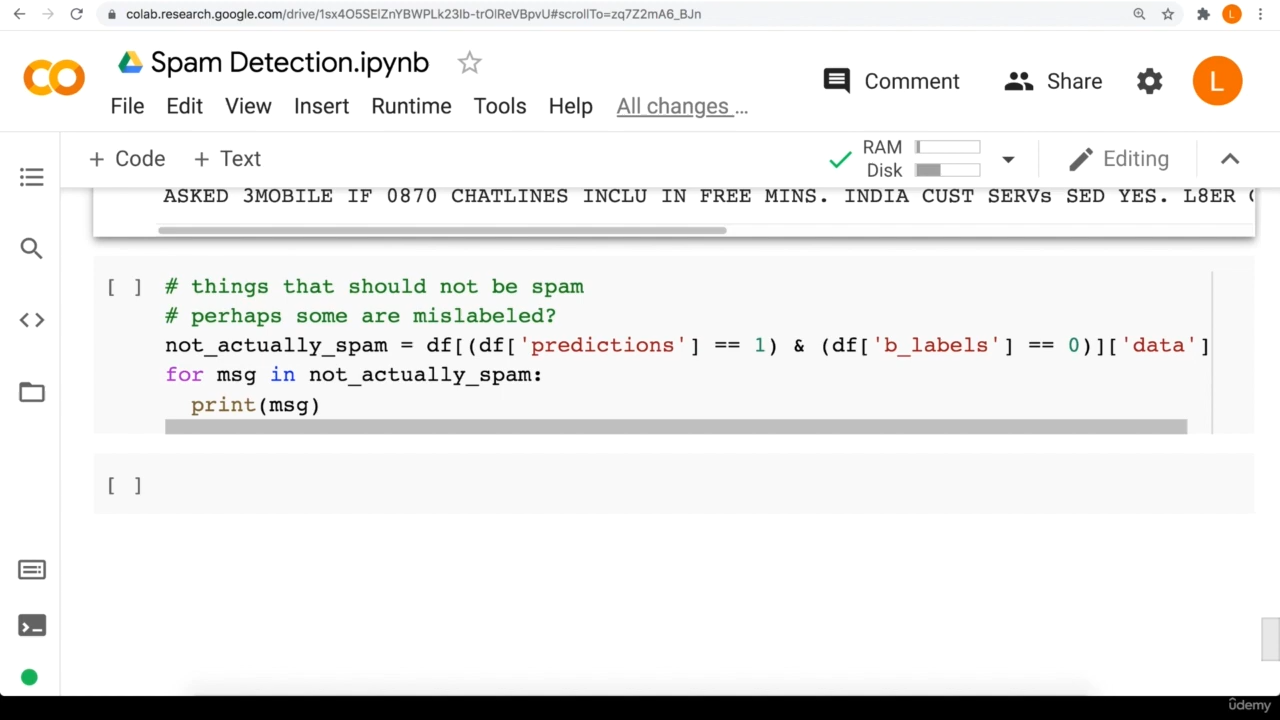 colab.research.google.com/drive/1sx4O5SElZnYBWPLk23Ib-trOlReVBpvU#scrollTo=zq7Z2mA6_BJn
L
Spam Detection.ipynb
Comment
Share
L
File Edit View Insert Runtime Tools Help All changes …
+ Code + Text
RAM
Disk
Editing
ASKED 3MOBILE IF 0870 CHATLINES INCLU IN FREE MINS. INDIA CUST SERVs SED YES. L8ER
[ ] # things that should not be spam
# perhaps some are mislabeled?
not_actually_spam = df[(df['predictions'] == 1) & (df['b_labels'] == 0)]['data']
for msg in not_actually_spam:
print(msg)
[ ]
ûdemy